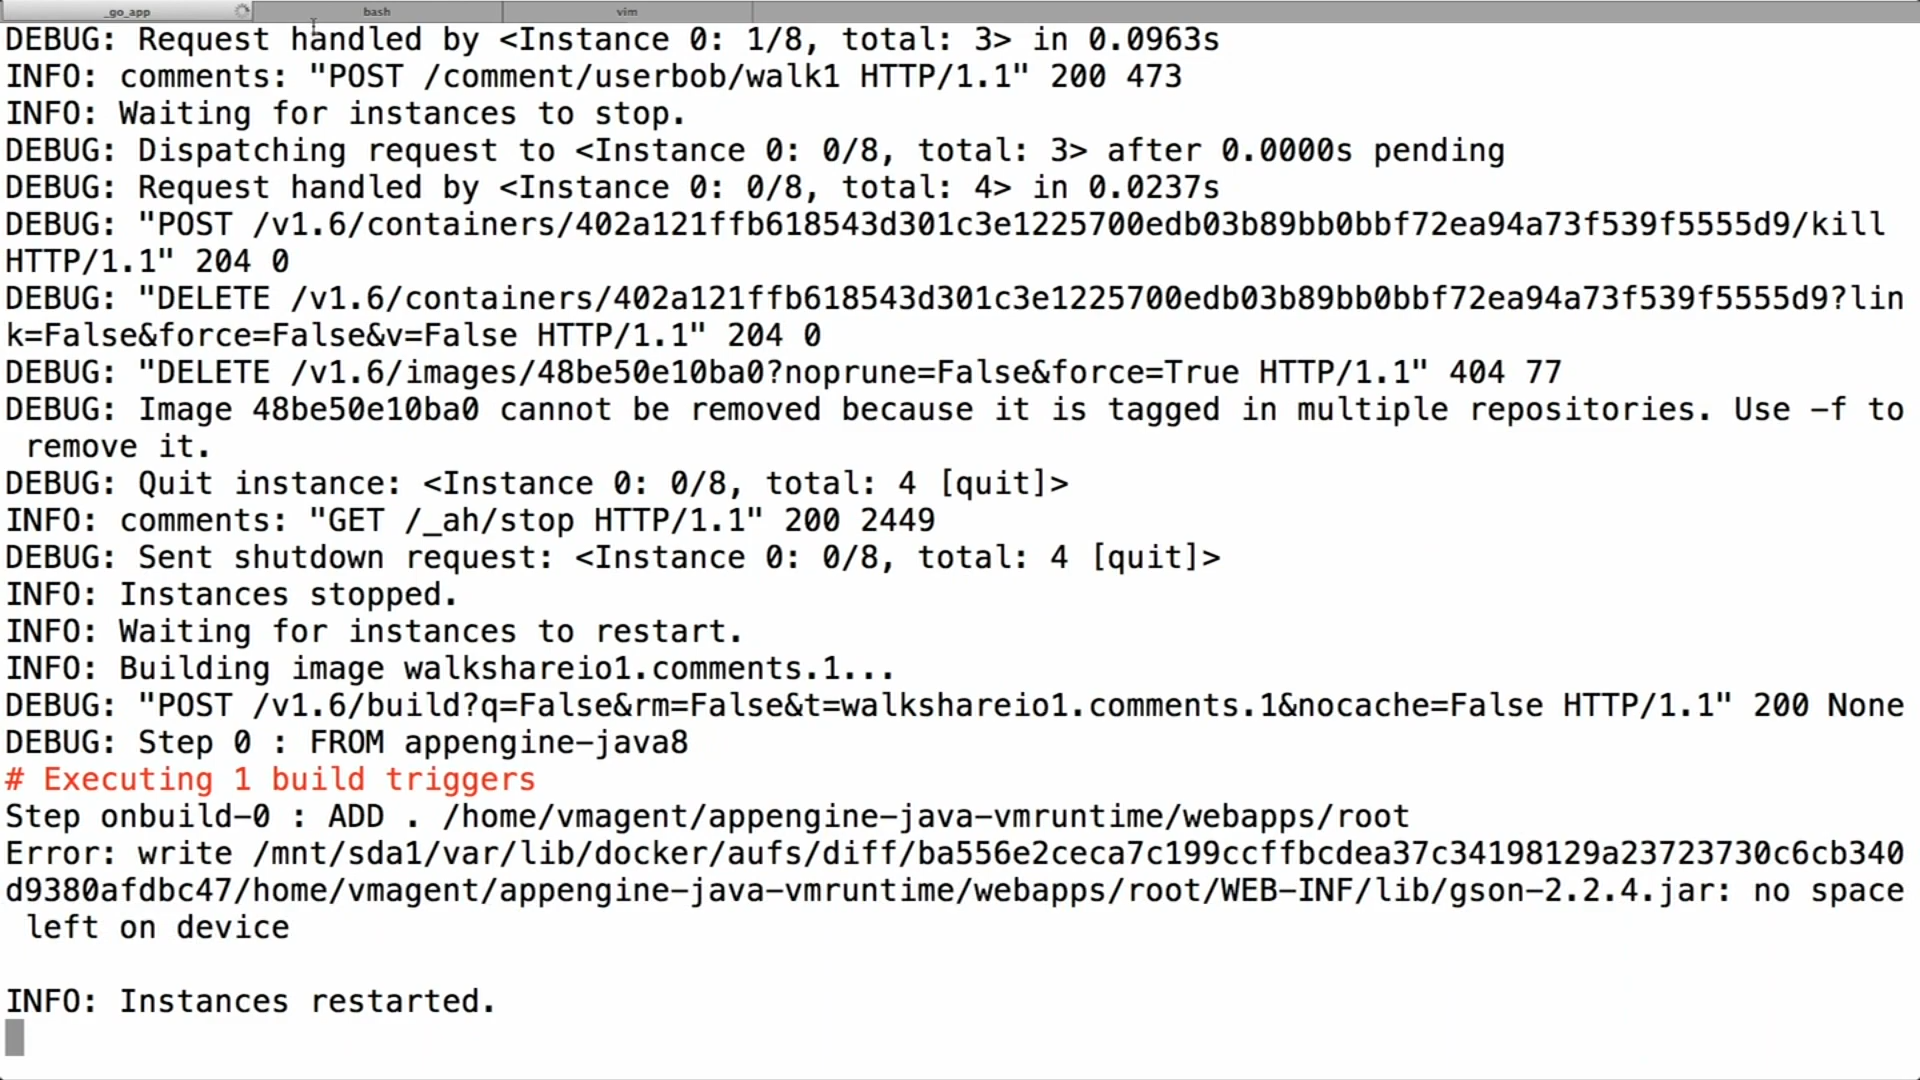 _go_app
bash
vim
DEBUG: Request handled by <Instance 0: 1/8, total: 3> in 0.0963s
INFO: comments: "POST /comment/userbob/walk1 HTTP/1.1" 200 473
INFO: Waiting for instances to stop.
DEBUG: Dispatching request to <Instance 0: 0/8, total: 3> after 0.0000s pending
DEBUG: Request handled by <Instance 0: 0/8, total: 4> in 0.0237s
DEBUG: "POST /v1.6/containers/402a121ffb618543d301c3e1225700edb03b89bb0bbf72ea94a73f539f5555d9/kill
HTTP/1.1" 204 0
DEBUG: "DELETE /v1.6/containers/402a121ffb618543d301c3e1225700edb03b89bb0bbf72ea94a73f539f5555d9?lin
k=False&force=False&v=False HTTP/1.1" 204 0
DEBUG: "DELETE /v1.6/images/48be50e10ba0?noprune=False&force=True HTTP/1.1" 404 77
DEBUG: Image 48be50e10ba0 cannot be removed because it is tagged in multiple repositories. Use -f to
 remove it.
DEBUG: Quit instance: <Instance 0: 0/8, total: 4 [quit]>
INFO: comments: "GET /_ah/stop HTTP/1.1" 200 2449
DEBUG: Sent shutdown request: <Instance 0: 0/8, total: 4 [quit]>
INFO: Instances stopped.
INFO: Waiting for instances to restart.
INFO: Building image walkshareio1.comments.1...
DEBUG: "POST /v1.6/build?q=False&rm=False&t=walkshareio1.comments.1&nocache=False HTTP/1.1" 200 None
DEBUG: Step 0 : FROM appengine-java8
# Executing 1 build triggers
Step onbuild-0 : ADD . /home/vmagent/appengine-java-vmruntime/webapps/root
Error: write /mnt/sda1/var/lib/docker/aufs/diff/ba556e2ceca7c199ccffbcdea37c34198129a23723730c6cb340
d9380afdbc47/home/vmagent/appengine-java-vmruntime/webapps/root/WEB-INF/lib/gson-2.2.4.jar: no space
 left on device
INFO: Instances restarted.